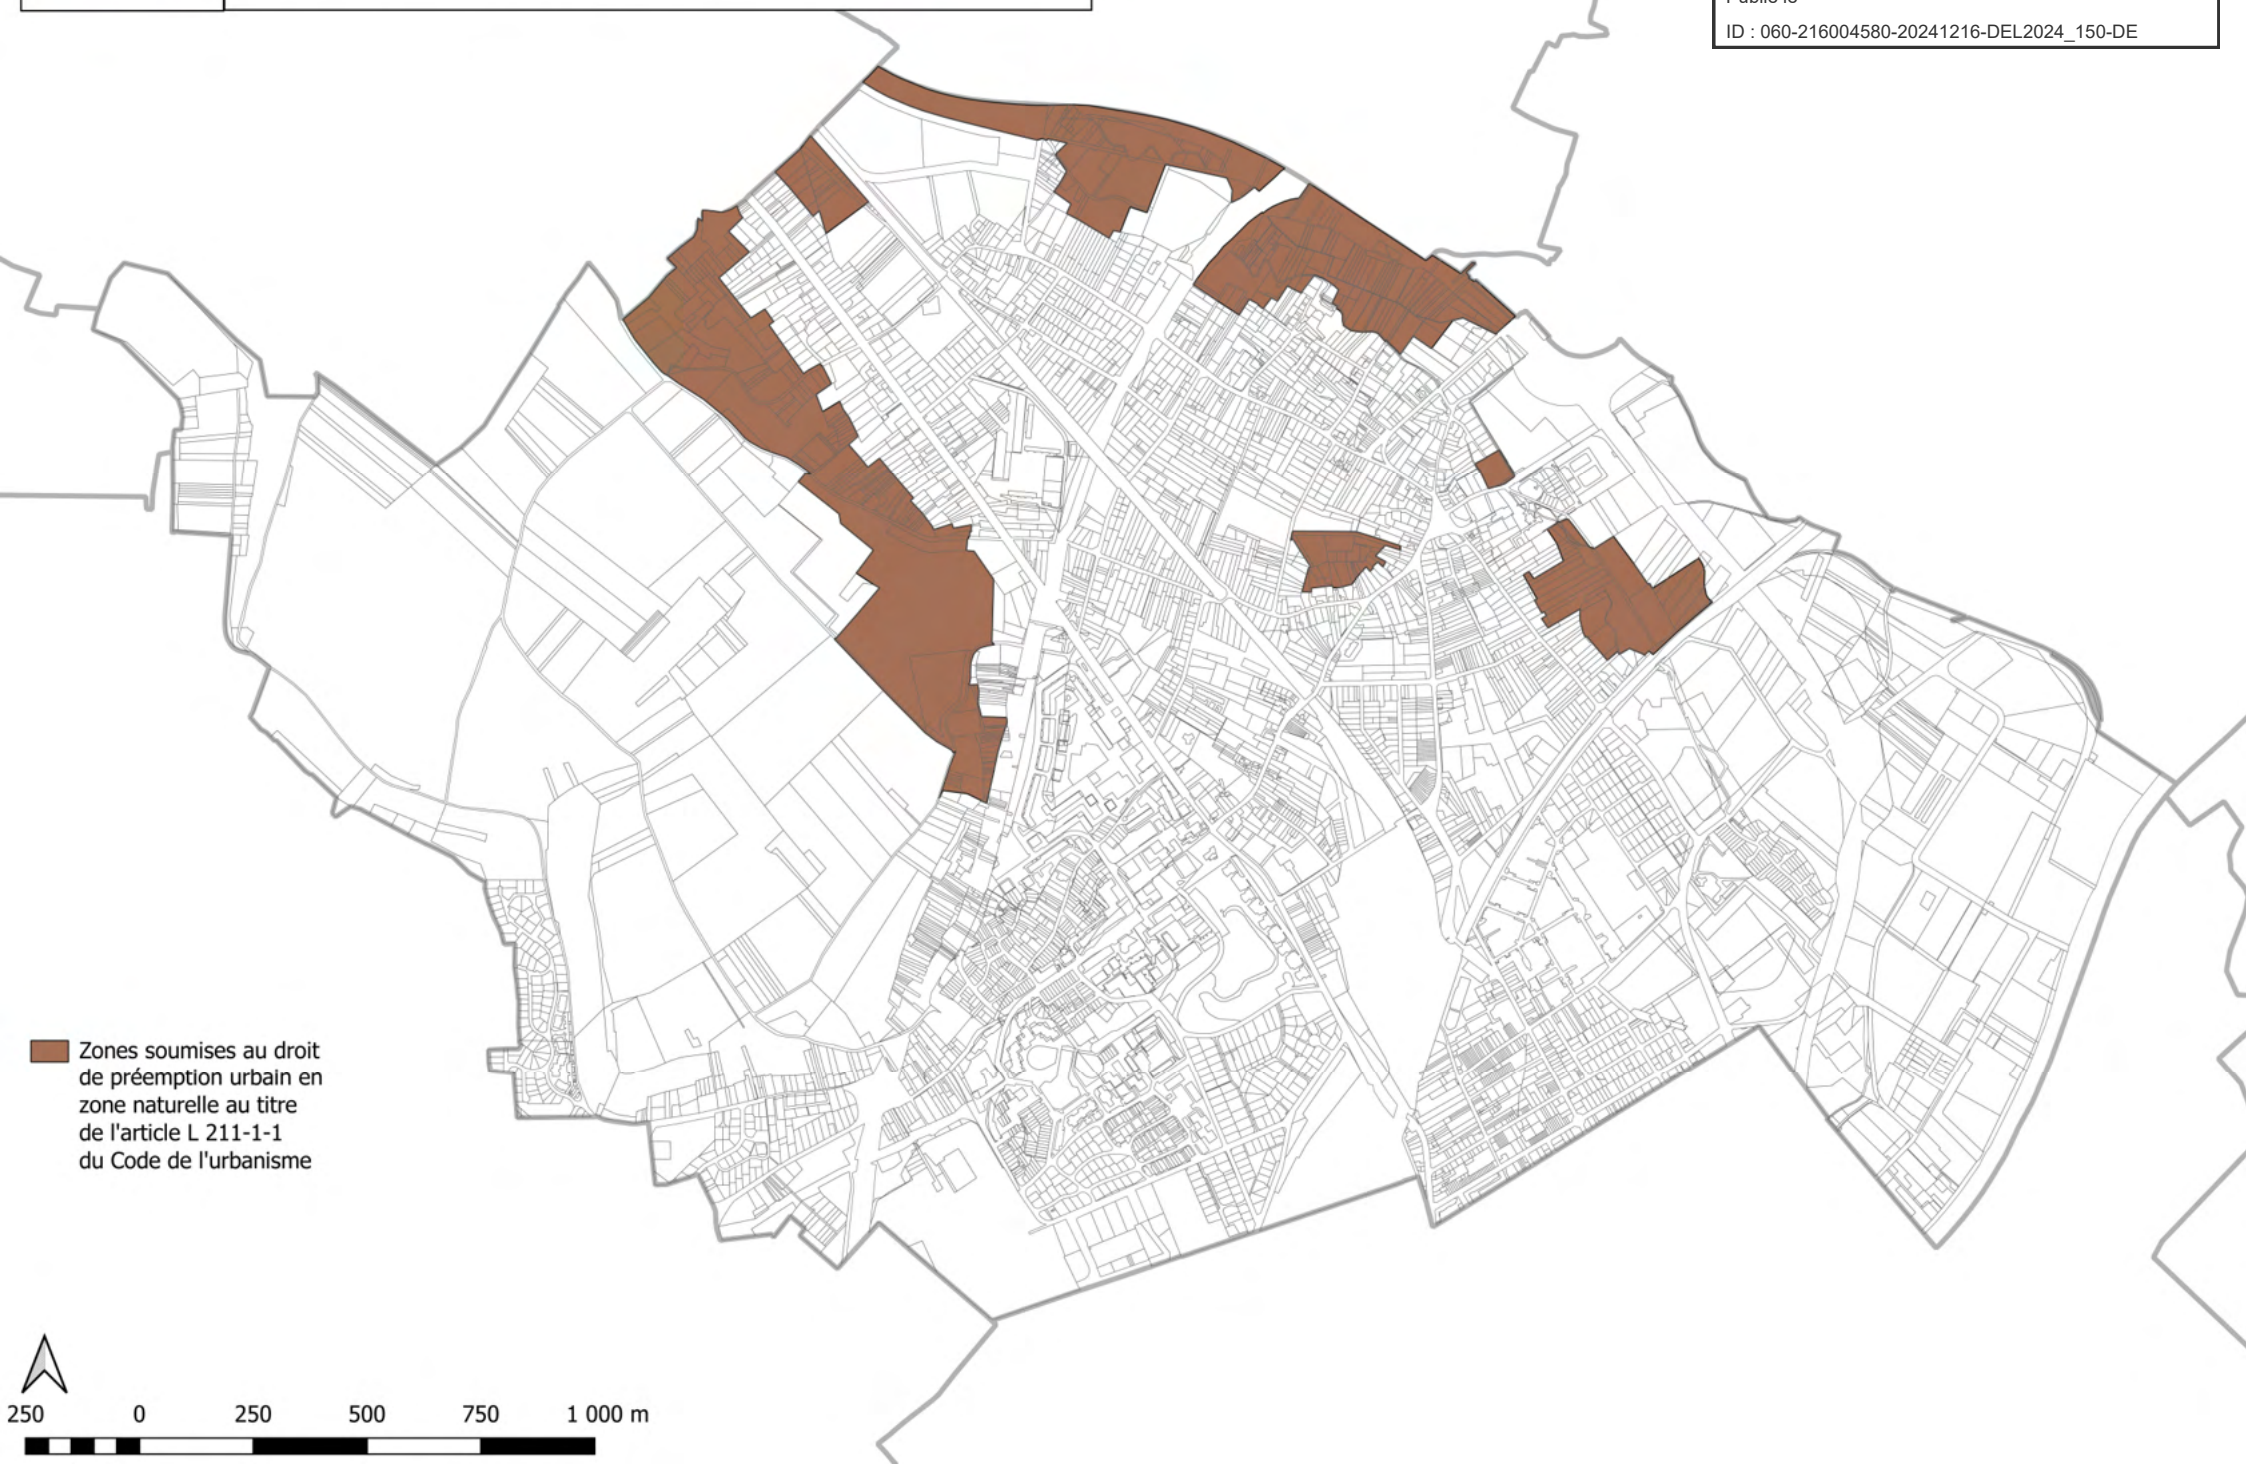 ID : 060-216004580-20241216-DEL2024_150-DE
Zones soumises au droit
de préemption urbain en
zone naturelle au titre
de l'article L 211-1-1
du Code de l'urbanisme
250 0 250 500 750 1 000 m